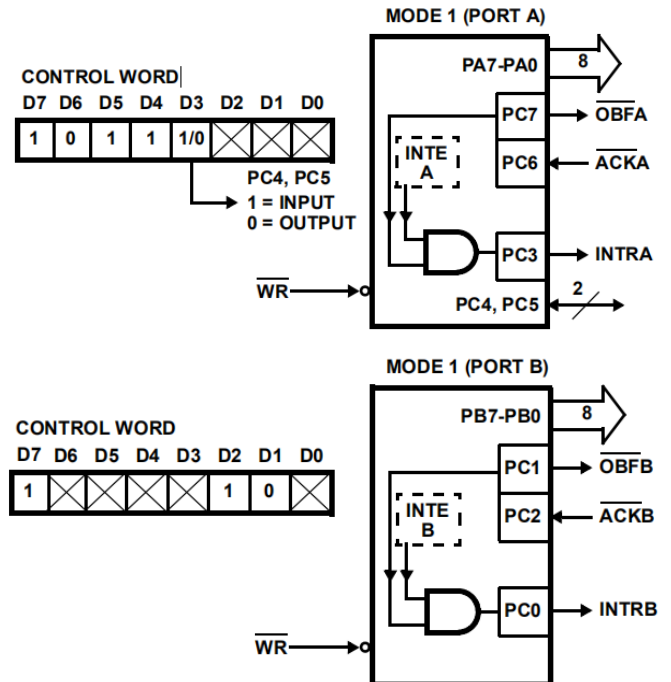 MODE 1 (PORT A)
CONTROL WORD
D7 D6 D5 D4 D3 D2 D1 D0
1 0 1 1 1/0
PC4, PC5
1 = INPUT
0 = OUTPUT
PA7-PA0
8
PC7
OBFA
INTE
A
PC6
ACKA
PC3
INTRA
WR
PC4, PC5
2
MODE 1 (PORT B)
CONTROL WORD
D7 D6 D5 D4 D3 D2 D1 D0
1 1 0
PB7-PB0
8
PC1
OBFB
INTE
B
PC2
ACKB
PC0
INTRB
WR